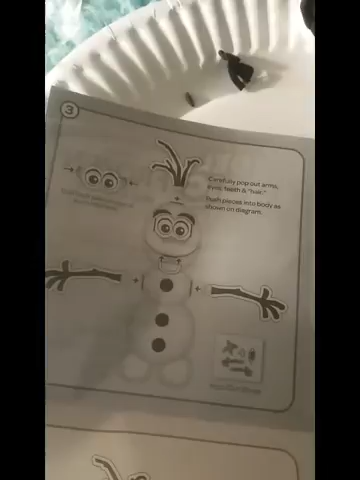 3
Carefully pop out arms,
eyes, teeth & "hair."
Push pieces into body as
shown on diagram.